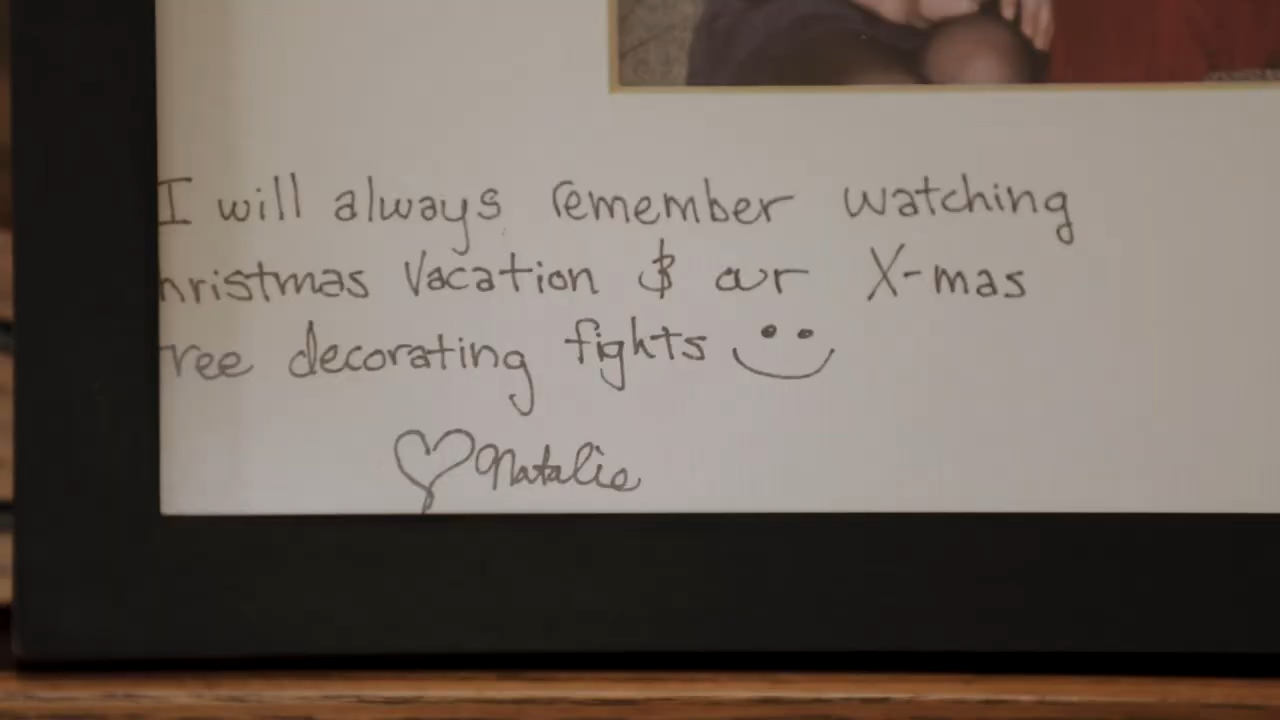 I will always remember watching
hristmas Vacation & our X-mas
ree decorating fights
Natalie